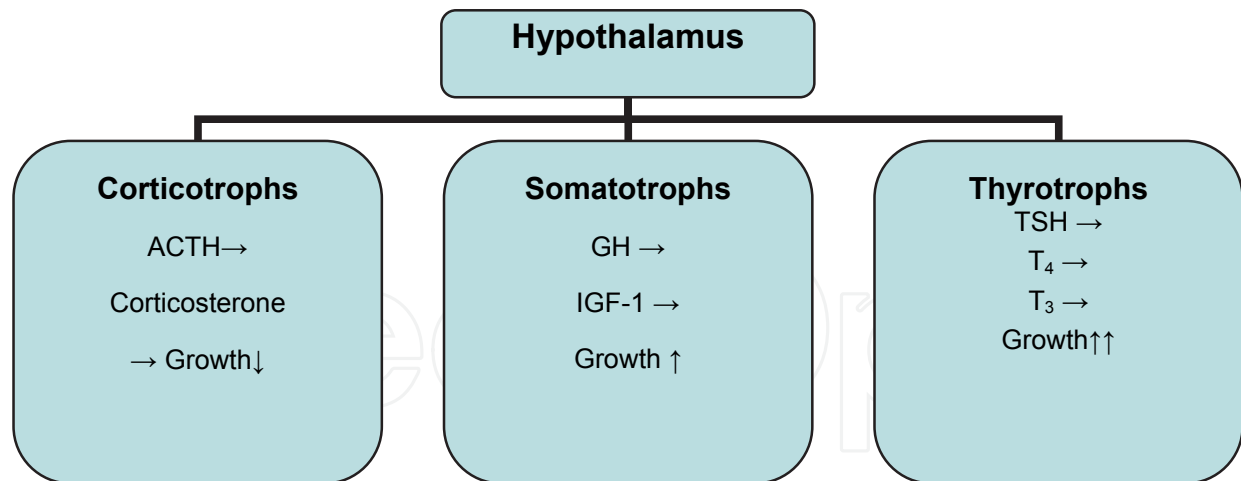 Hypothalamus
Corticotrophs
ACTH→
Corticosterone
→ Growth↓
Somatotrophs
GH →
IGF-1 →
Growth ↑
Thyrotrophs
TSH →
T₄ →
T₃ →
Growth↑↑